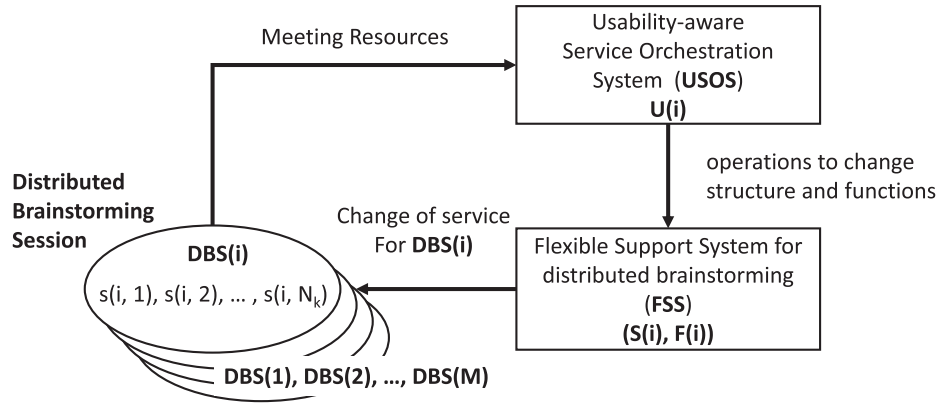 Meeting Resources
Usability-aware
Service Orchestration
System (USOS)
U(i)
operations to change
structure and functions
Distributed
Brainstorming
Session
Change of service
For DBS(i)
DBS(i)
s(i, 1), s(i, 2), ... , s(i, Nk)
Flexible Support System for
distributed brainstorming
(FSS)
(S(i), F(i))
DBS(1), DBS(2), ..., DBS(M)